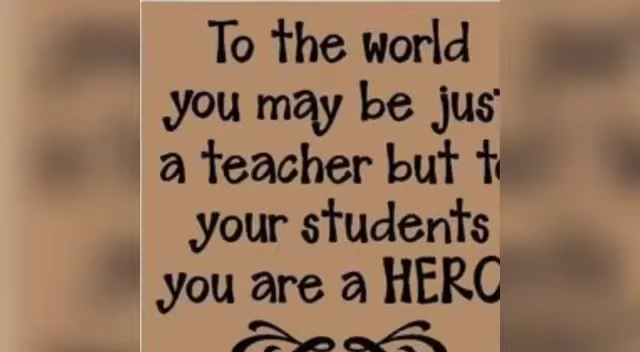 To the world
you may be jus
a teacher but t
your students
you are a HERO